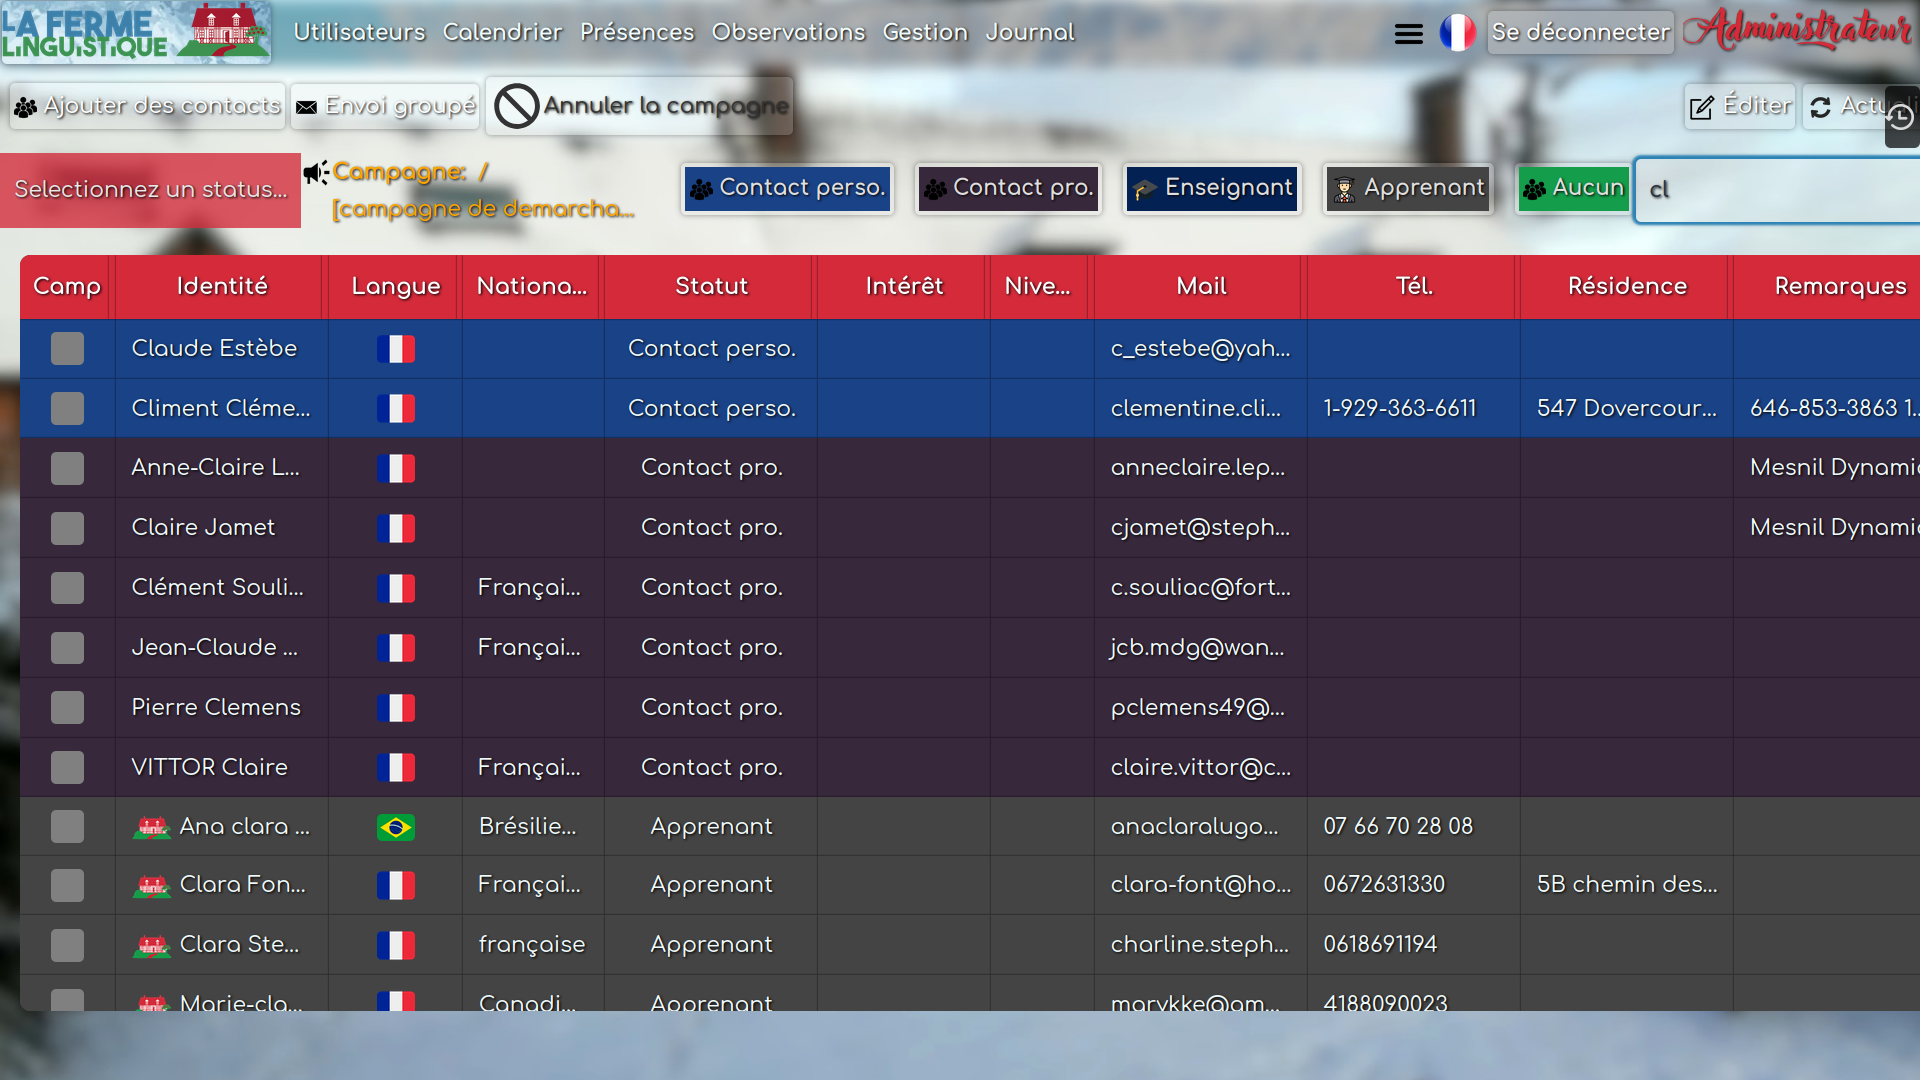 LA FERME
LiNGUiSTiQUE
Utilisateurs Calendrier Présences Observations Gestion Journal
Se déconnecter
Administrateur
Ajouter des contacts
Envoi groupé
Annuler la campagne
Éditer
Actuali
Selectionnez un status...
Campagne: /
[campagne de demarcha...
Contact perso.
Contact pro.
Enseignant
Apprenant
Aucun
cl
Camp Identité Langue Nationa... Statut Intérêt Nive... Mail Tél. Résidence Remarques
Claude Estèbe Contact perso. c_estebe@yah...
Climent Cléme... Contact perso. clementine.cli... 1-929-363-6611 547 Dovercour... 646-853-3863 1...
Anne-Claire L... Contact pro. anneclaire.lep... Mesnil Dynamic
Claire Jamet Contact pro. cjamet@steph... Mesnil Dynamic
Clément Souli... Françai... Contact pro. c.souliac@fort...
Jean-Claude ... Françai... Contact pro. jcb.mdg@wan...
Pierre Clemens Contact pro. pclemens49@...
VITTOR Claire Françai... Contact pro. claire.vittor@c...
Ana clara ... Brésilie... Apprenant anaclaralugo... 07 66 70 28 08
Clara Fon... Françai... Apprenant clara-font@ho... 0672631330 5B chemin des...
Clara Ste... française Apprenant charline.steph... 0618691194
Marie-cla... Canadi... Apprenant marykke@gm... 4188090023